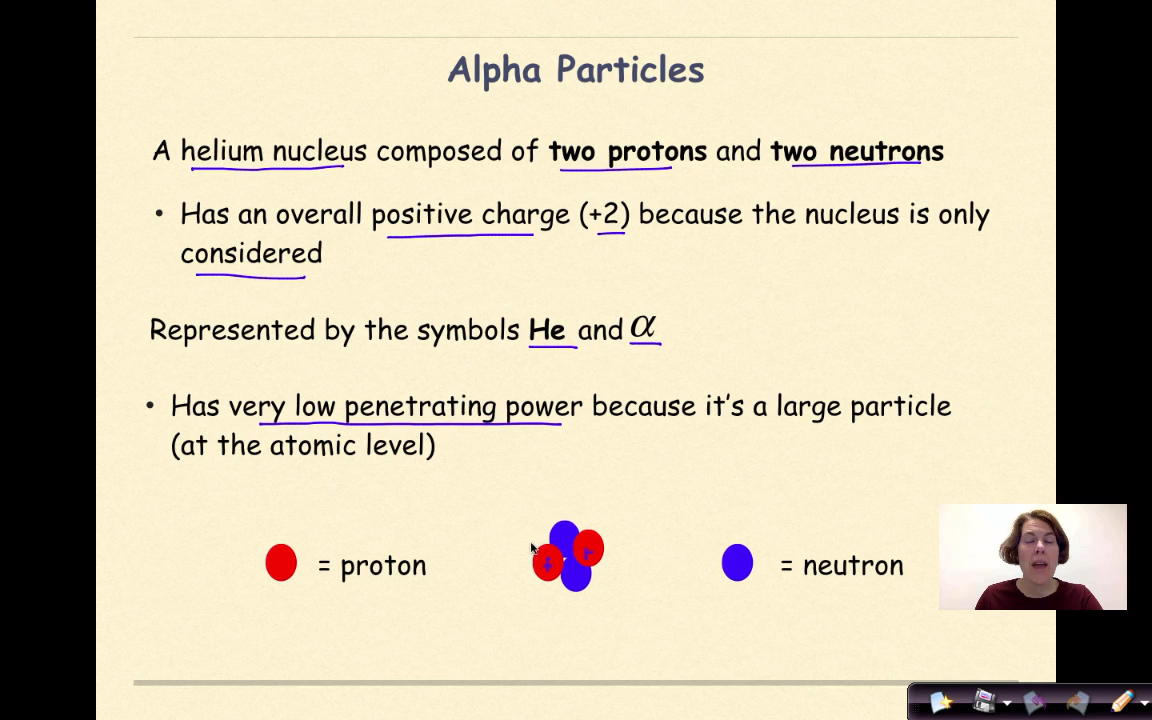 Alpha Particles
A helium nucleus composed of two protons and two neutrons
• Has an overall positive charge (+2) because the nucleus is only
considered
Represented by the symbols He and α
• Has very low penetrating power because it's a large particle
(at the atomic level)
= proton
= neutron